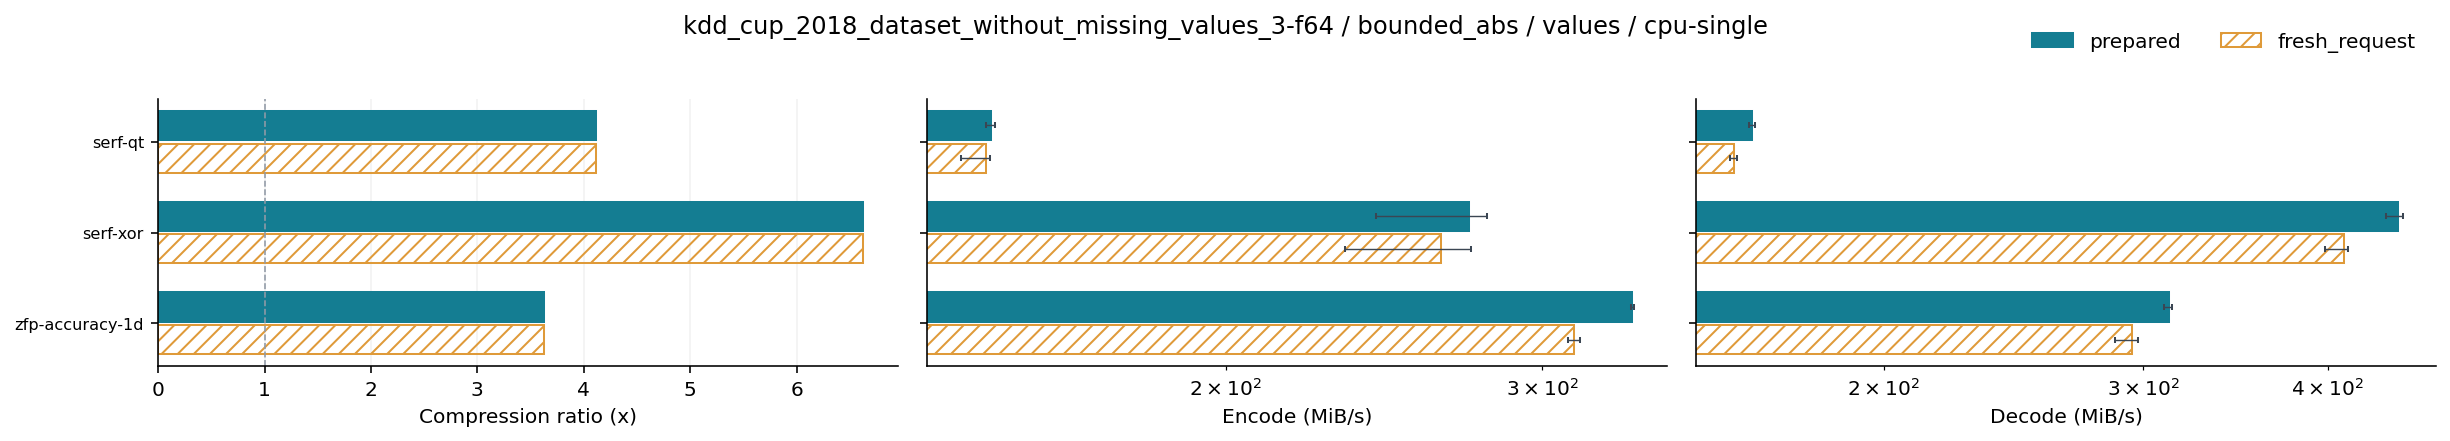 kdd_cup_2018_dataset_without_missing_values_3-f64 / bounded_abs / values / cpu-single
prepared
fresh_request
serf-qt
serf-xor
zfp-accuracy-1d
0 1 2 3 4 5 6
Compression ratio (x)
2 × 10² 3 × 10²
Encode (MiB/s)
2 × 10² 3 × 10² 4 × 10²
Decode (MiB/s)